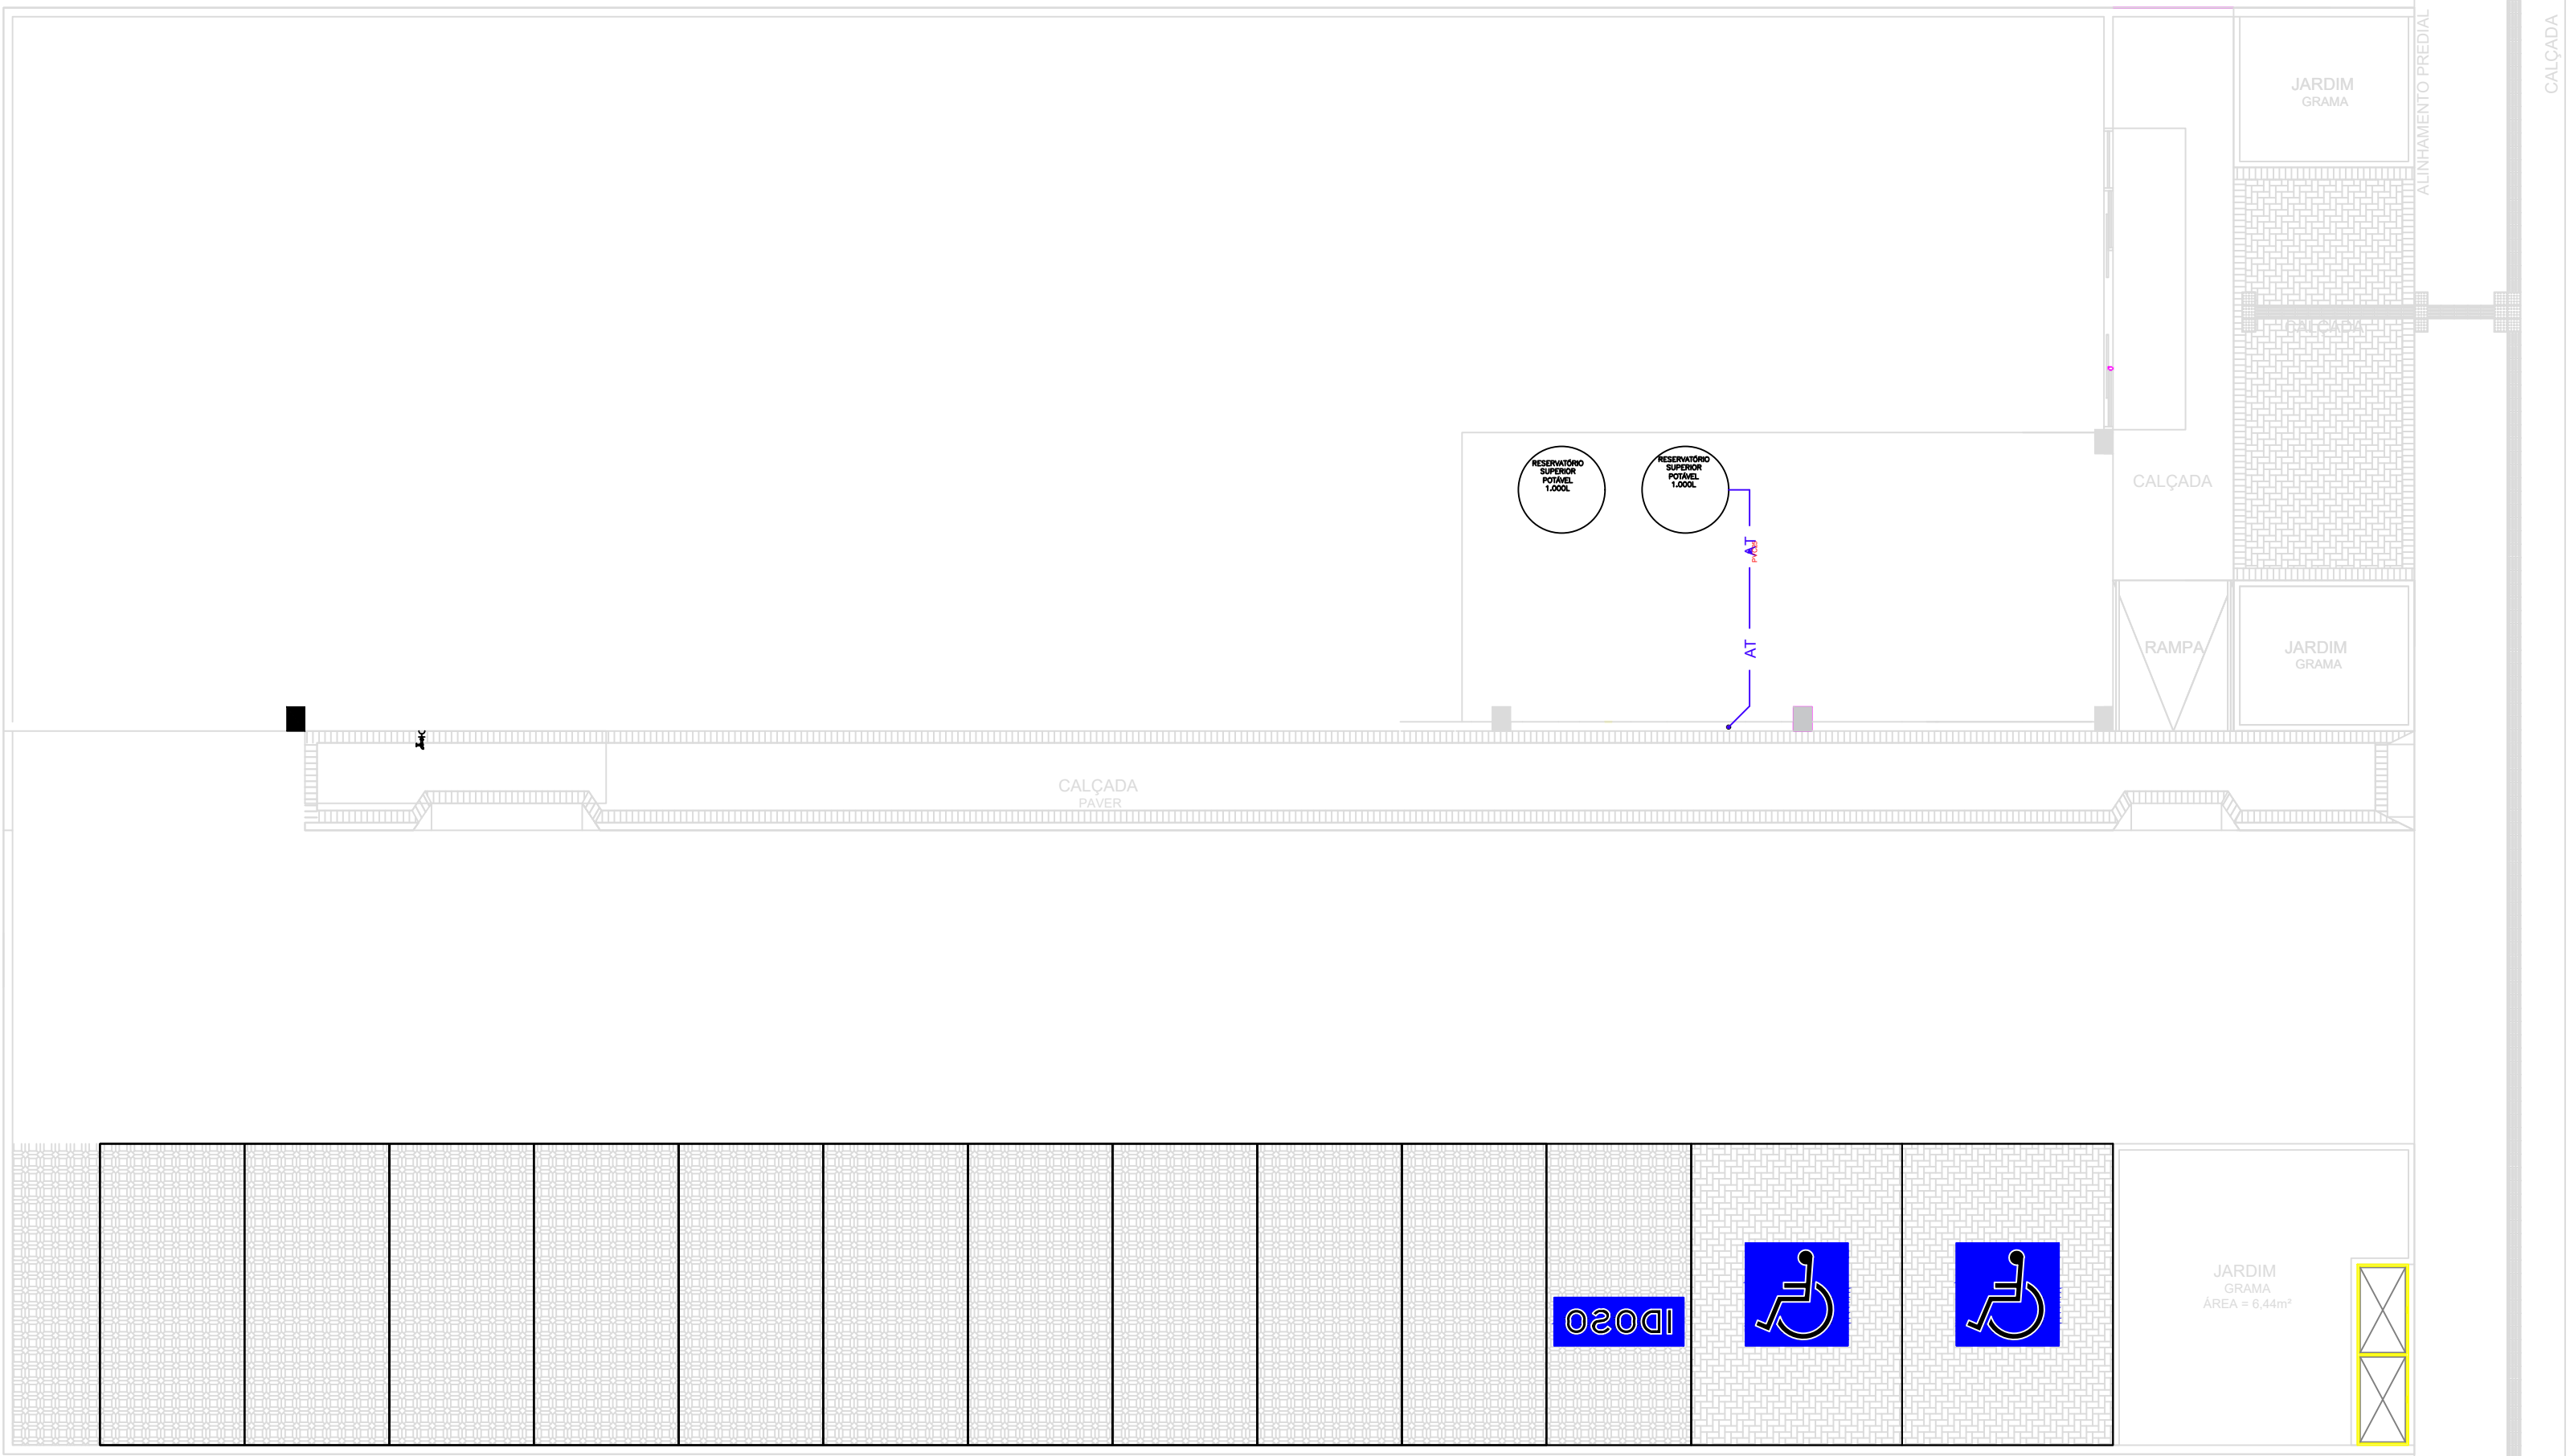 ALINHAMENTO PREDIAL
CALÇADA
JARDIM
GRAMA
CALÇADA
RESERVATÓRIO
SUPERIOR
POTÁVEL
1.000L
RESERVATÓRIO
SUPERIOR
POTÁVEL
1.000L
CALÇADA
AT
AT
RAMPA
JARDIM
GRAMA
CALÇADA
PAVER
IDOSO
JARDIM
GRAMA
ÁREA = 6,44m²